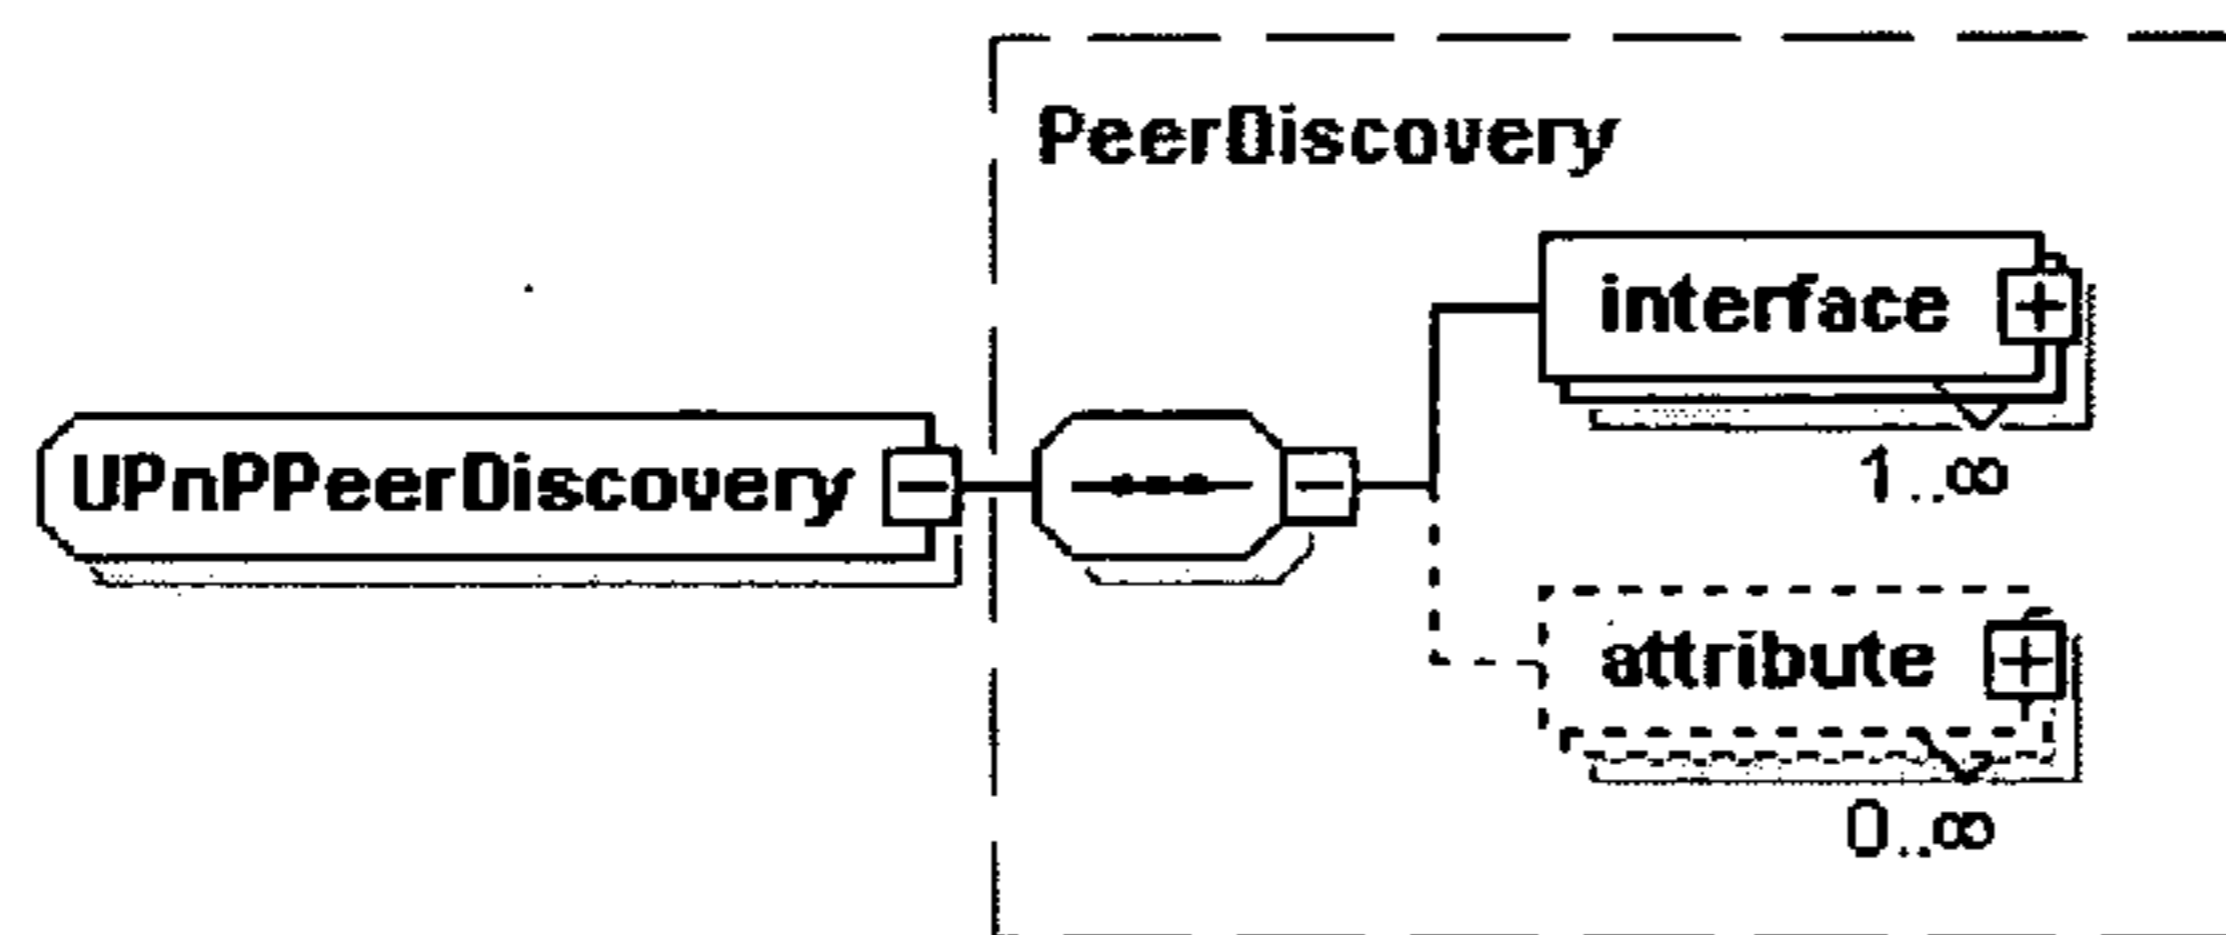 PeerDiscovery
interface
1..∞
UPnPPeerDiscovery
attribute
0..∞